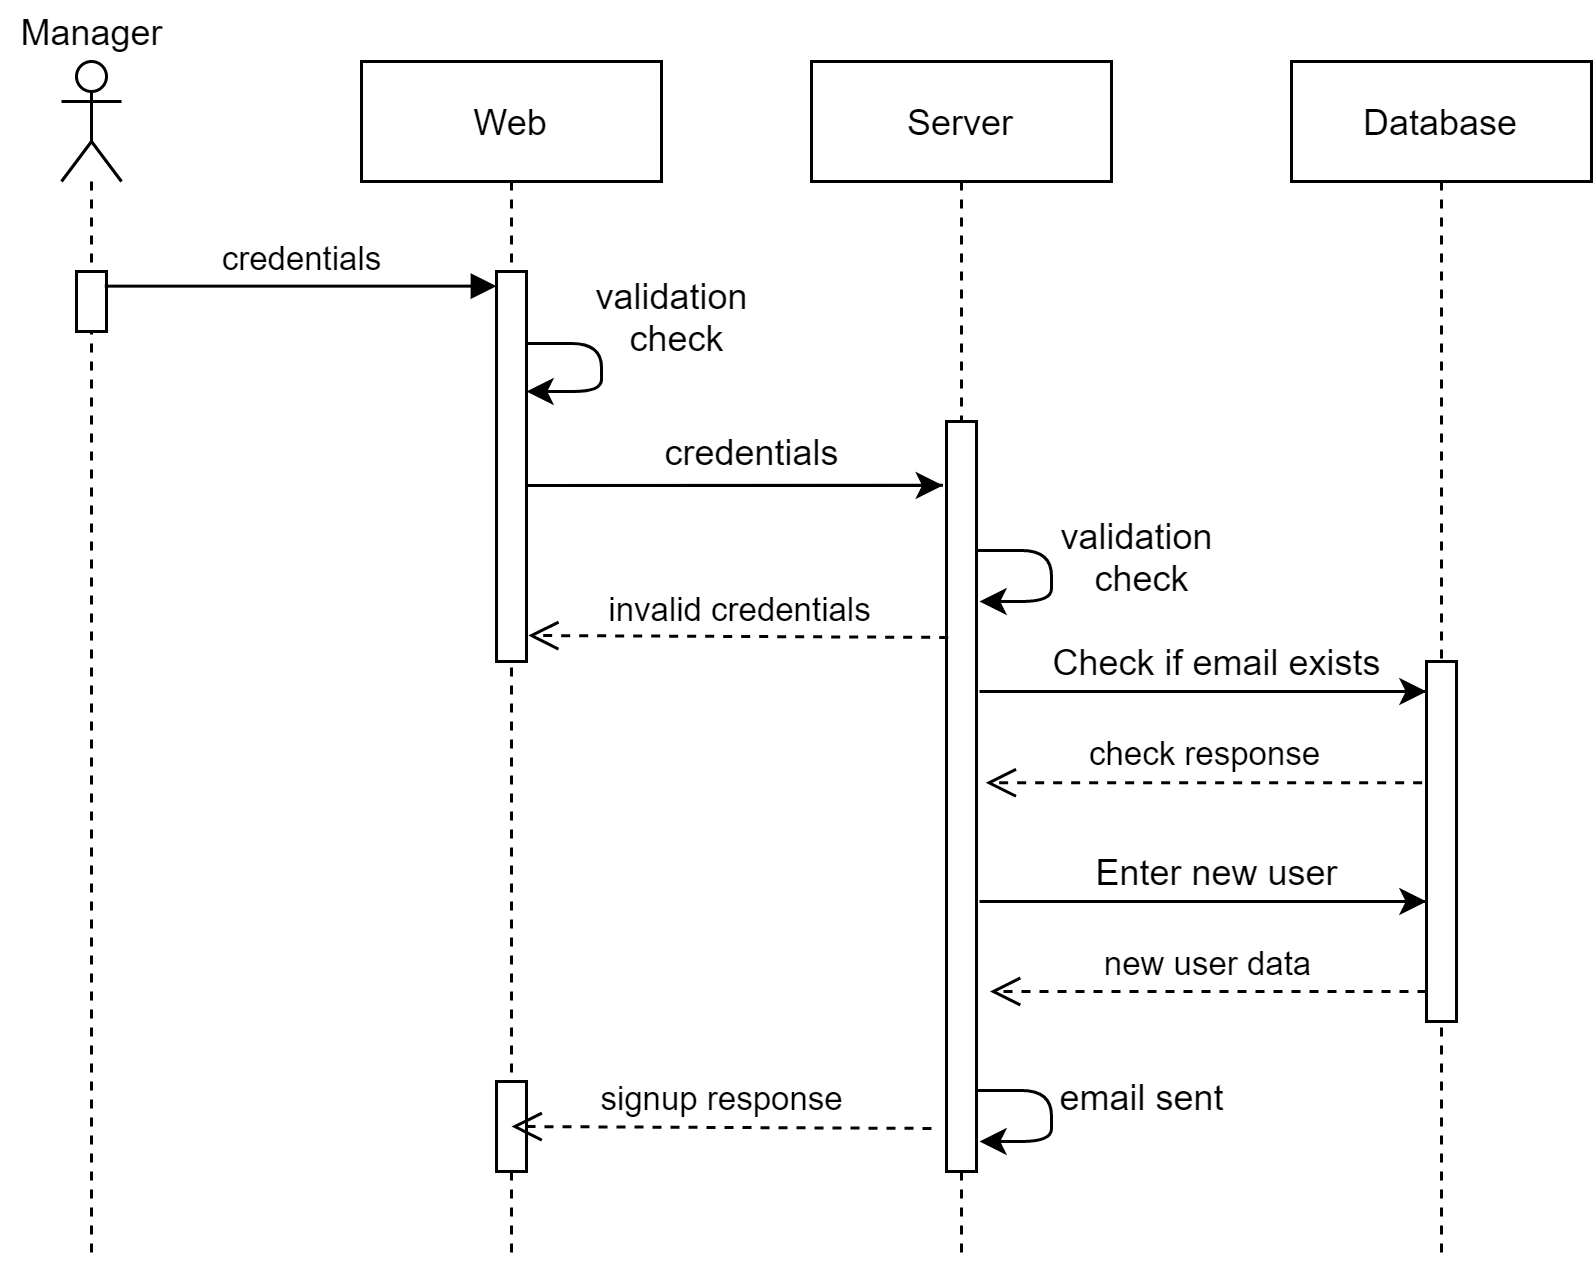 Manager
Web
Server
Database
credentials
validation
check
credentials
validation
check
invalid credentials
Check if email exists
check response
Enter new user
new user data
signup response
email sent